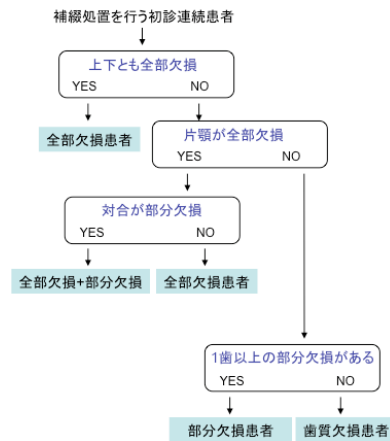 補綴処置を行う初診連続患者
上下とも全部欠損
YES NO
全部欠損患者
片顎が全部欠損
YES NO
対合が部分欠損
YES NO
全部欠損+部分欠損
全部欠損患者
1歯以上の部分欠損がある
YES NO
部分欠損患者
歯質欠損患者